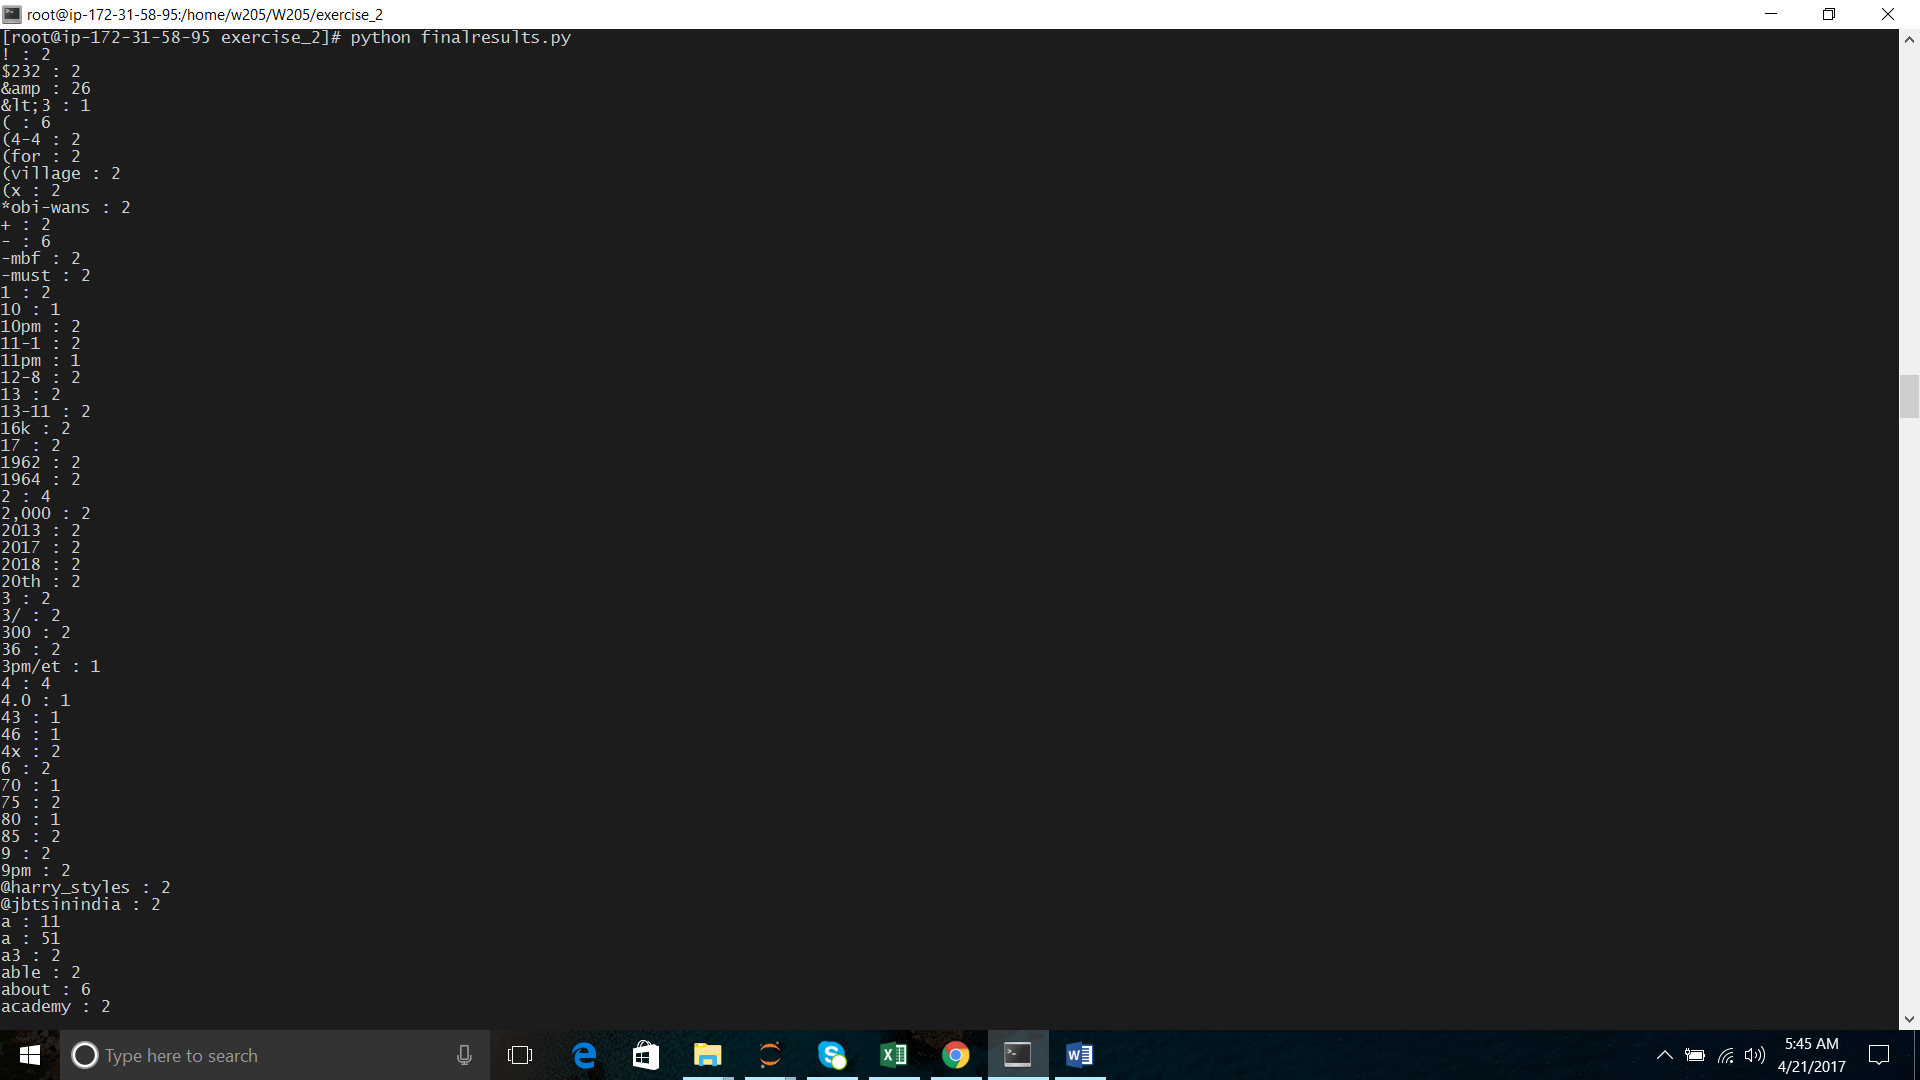 root@ip-172-31-58-95:/home/w205/W205/exercise_2
[root@ip-172-31-58-95 exercise_2]# python finalresults.py
! : 2
$232 : 2
&amp : 26
&lt;3 : 1
( : 6
(4-4 : 2
(for : 2
(village : 2
(x : 2
*obi-wans : 2
+ : 2
- : 6
-mbf : 2
-must : 2
1 : 2
10 : 1
10pm : 2
11-1 : 2
11pm : 1
12-8 : 2
13 : 2
13-11 : 2
16k : 2
17 : 2
1962 : 2
1964 : 2
2 : 4
2,000 : 2
2013 : 2
2017 : 2
2018 : 2
20th : 2
3 : 2
3/ : 2
300 : 2
36 : 2
3pm/et : 1
4 : 4
4.0 : 1
43 : 1
46 : 1
4x : 2
6 : 2
70 : 1
75 : 2
80 : 1
85 : 2
9 : 2
9pm : 2
@harry_styles : 2
@jbtsinindia : 2
a : 11
a : 51
a3 : 2
able : 2
about : 6
academy : 2
Type here to search
5:45 AM
4/21/2017